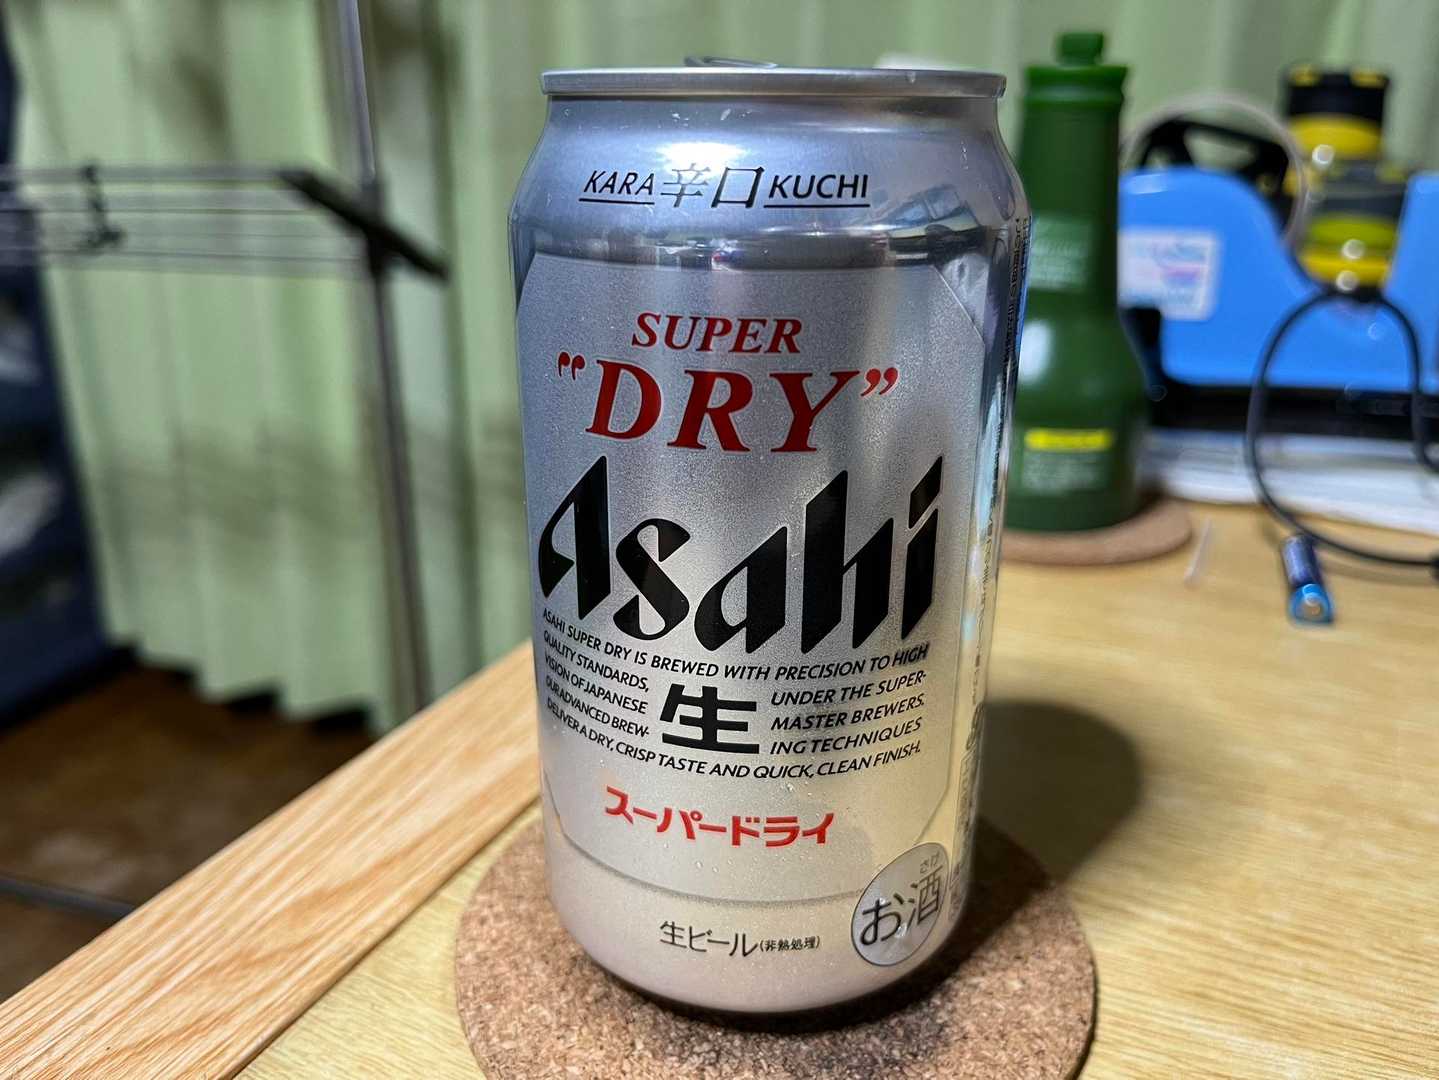 KARA 辛口 KUCHI
SUPER
"DRY"
Asahi
ASAHI SUPER DRY IS BREWED WITH PRECISION TO HIGH
QUALITY STANDARDS, UNDER THE SUPER-
VISION OF JAPANESE MASTER BREWERS.
OUR ADVANCED BREW- ING TECHNIQUES
DELIVER A DRY, CRISP TASTE AND QUICK, CLEAN FINISH.
生
スーパードライ
さけ
お酒
生ビール(非熱処理)